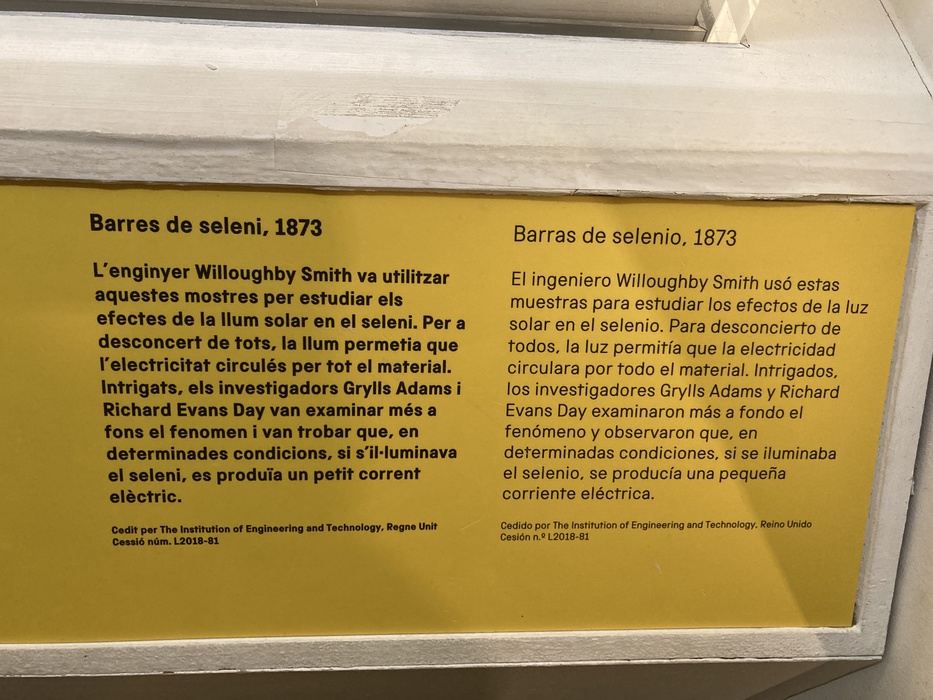 Barres de seleni, 1873
L'enginyer Willoughby Smith va utilitzar
aquestes mostres per estudiar els
efectes de la llum solar en el seleni. Per a
desconcert de tots, la llum permetia que
l'electricitat circulés per tot el material.
Intrigats, els investigadors Grylls Adams i
Richard Evans Day van examinar més a
fons el fenomen i van trobar que, en
determinades condicions, si s'il·luminava
el seleni, es produïa un petit corrent
elèctric.
Cedit per The Institution of Engineering and Technology, Regne Unit
Cessió núm. L2018-81
Barras de selenio, 1873
El ingeniero Willoughby Smith usó estas
muestras para estudiar los efectos de la luz
solar en el selenio. Para desconcierto de
todos, la luz permitía que la electricidad
circulara por todo el material. Intrigados,
los investigadores Grylls Adams y Richard
Evans Day examinaron más a fondo el
fenómeno y observaron que, en
determinadas condiciones, si se iluminaba
el selenio, se producía una pequeña
corriente eléctrica.
Cedido por The Institution of Engineering and Technology, Reino Unido
Cesión n.º L2018-81